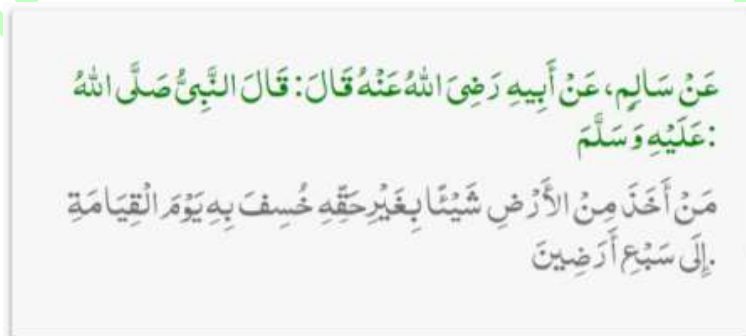 عَنْ سَالِمٍ، عَنْ أَبِيهِ رَضِيَ اللهُ عَنْهُ قَالَ: قَالَ النَّبِيُّ صَلَّى اللهُ
عَلَيْهِ وَسَلَّمَ:
مَنْ أَخَذَ مِنْ الأَرْضِ شَيْئًا بِغَيْرِ حَقِّهِ خُسِفَ بِهِ يَوْمَ الْقِيَامَةِ
إِلَى سَبْعِ أَرَضِينَ.